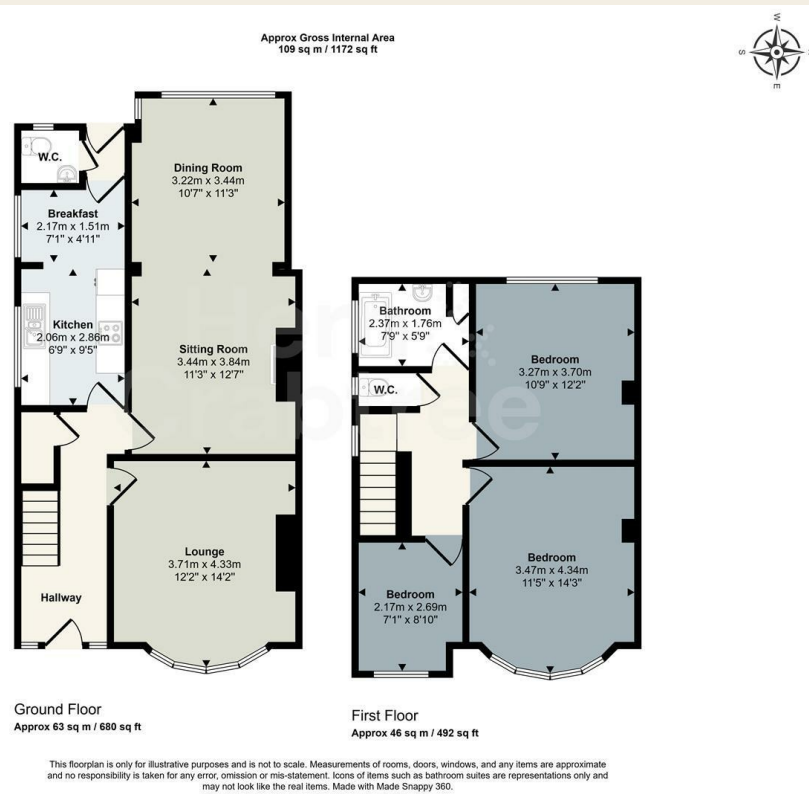 Approx Gross Internal Area
109 sq m / 1172 sq ft
W
S
E
W.C.
Dining Room
3.22m x 3.44m
10'7" x 11'3"
Breakfast
2.17m x 1.51m
7'1" x 4'11"
Kitchen
2.06m x 2.86m
6'9" x 9'5"
Sitting Room
3.44m x 3.84m
11'3" x 12'7"
Lounge
3.71m x 4.33m
12'2" x 14'2"
Hallway
Bathroom
2.37m x 1.76m
7'9" x 5'9"
W.C.
Bedroom
3.27m x 3.70m
10'9" x 12'2"
Bedroom
3.47m x 4.34m
11'5" x 14'3"
Bedroom
2.17m x 2.69m
7'1" x 8'10"
Crabtree
Ground Floor
Approx 63 sq m / 680 sq ft
First Floor
Approx 46 sq m / 492 sq ft
This floorplan is only for illustrative purposes and is not to scale. Measurements of rooms, doors, windows, and any items are approximate
and no responsibility is taken for any error, omission or mis-statement. Icons of items such as bathroom suites are representations only and
may not look like the real items. Made with Made Snappy 360.